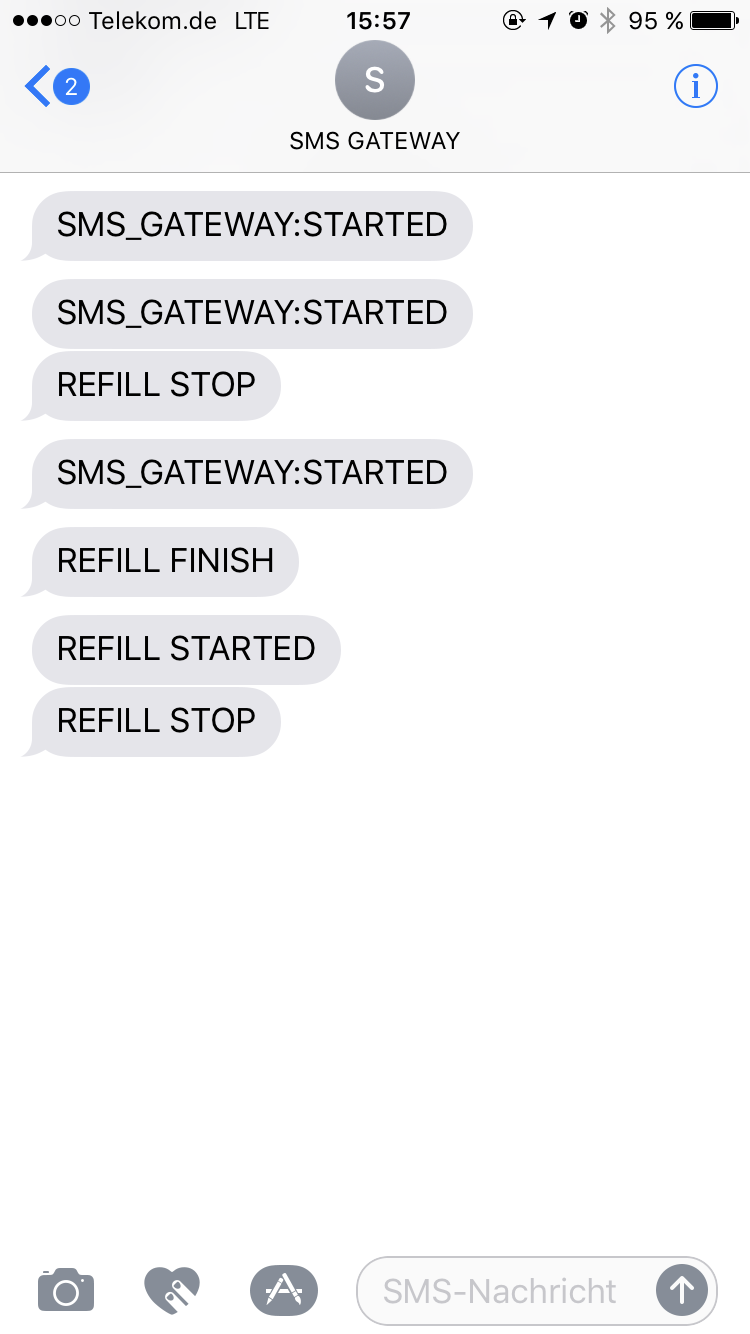 Telekom.de LTE 15:57 95 %
2
S
SMS GATEWAY
SMS_GATEWAY:STARTED
SMS_GATEWAY:STARTED
REFILL STOP
SMS_GATEWAY:STARTED
REFILL FINISH
REFILL STARTED
REFILL STOP
SMS-Nachricht